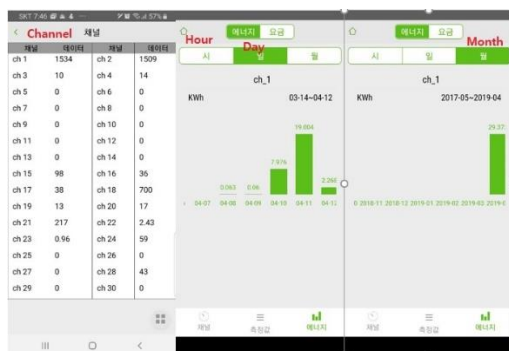 SKT 7:46
57%
Channel 채널
채널 데이터 채널 데이터
ch 1 1534 ch 2 1509
ch 3 10 ch 4 14
ch 5 0 ch 6 0
ch 7 0 ch 8 0
ch 9 0 ch 10 0
ch 11 0 ch 12 0
ch 13 0 ch 14 0
ch 15 98 ch 16 36
ch 17 38 ch 18 700
ch 19 13 ch 20 17
ch 21 217 ch 22 2.43
ch 23 0.96 ch 24 59
ch 25 0 ch 26 0
ch 27 0 ch 28 43
ch 29 0 ch 30 0
에너지 요금
Hour Day
시 일 월
ch_1
KWh 03-14~04-12
19.004
7.976
0.063 0.06 2.268
04-07 04-08 04-09 04-10 04-11 04-12
채널 측정값 에너지
에너지 요금
Month
시 일 월
ch_1
KWh 2017-05~2019-04
29.37
2018-11 2018-12 2019-01 2019-02 2019-03 2019-0
채널 측정값 에너지